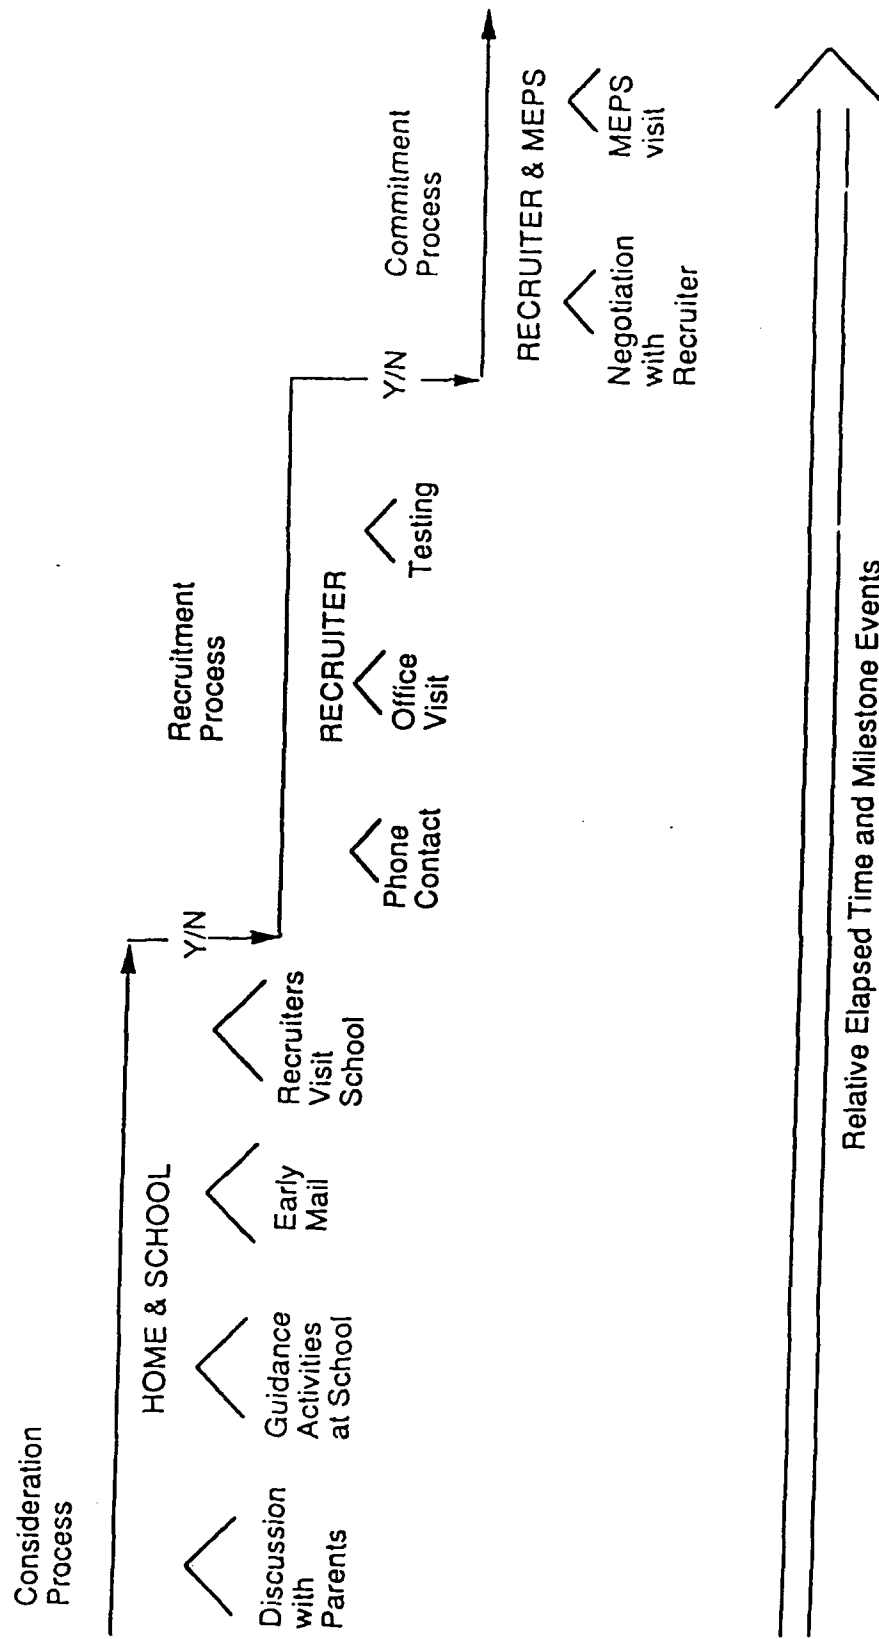 Consideration
Process
HOME & SCHOOL
Discussion
with
Parents
Guidance
Activities
at School
Early
Mail
Recruiters
Visit
School
Y/N
Recruitment
Process
RECRUITER
Phone
Contact
Office
Visit
Testing
Y/N
Commitment
Process
RECRUITER & MEPS
Negotiation
with
Recruiter
MEPS
visit
Relative Elapsed Time and Milestone Events